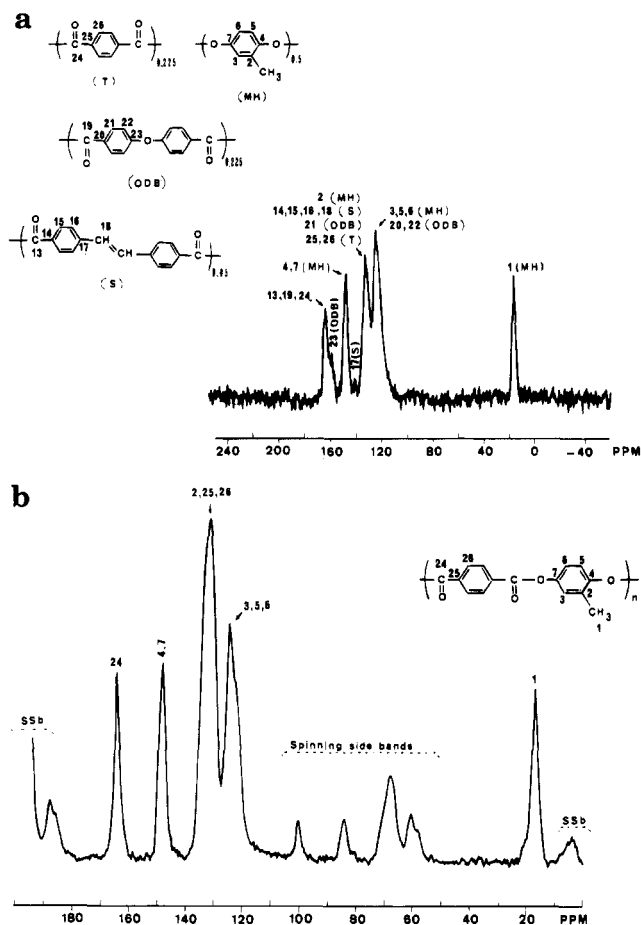 a
O O
C 25 26 C
24
0.225
(T)
O 7 6 5 4 O
3 2
CH3
0.5
(MH)
19 21 22 23
C 20 O C
O O
0.225
(ODB)
O 15 16 18 O
14 C 17 CH C
13
0.05
(S)
2 (MH)
14,15,16,18 (S)
21 (ODB)
25,26 (T)
3,5,6 (MH)
20,22 (ODB)
4,7 (MH)
13,19,24
23(ODB)
17(S)
1(MH)
240 200 160 120 80 40 0 -40 PPM
b
2,25,26
24 26 6 5
C 25 C O 7 4 O
O O 3 2
n
CH3
1
3,5,6
24
4,7
1
SSb
Spinning side bands
SSb
180 160 140 120 100 80 60 40 20 PPM